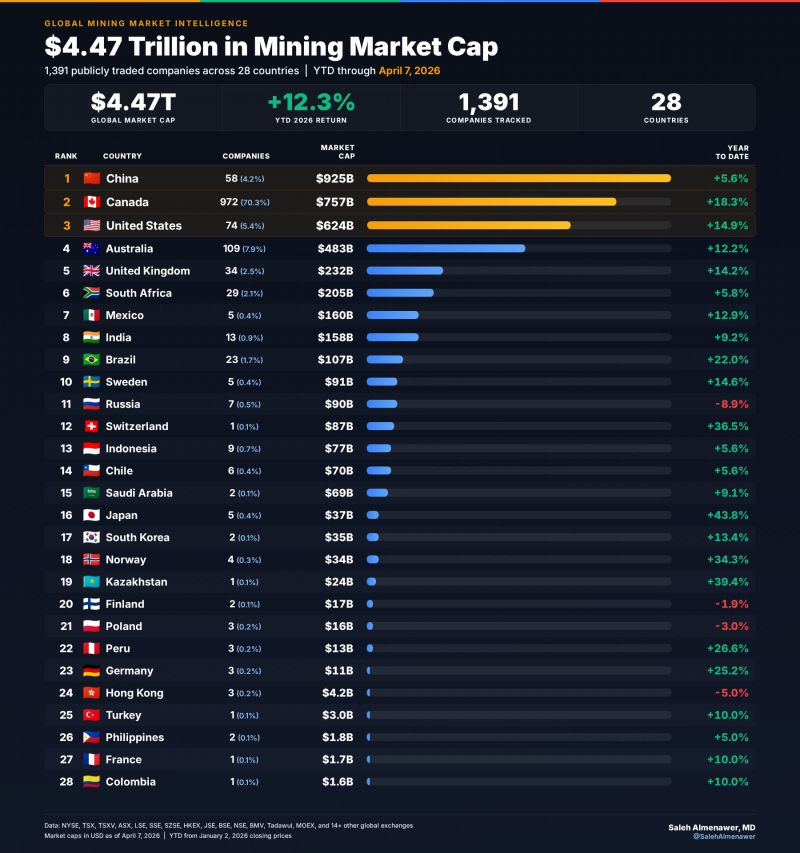 GLOBAL MINING MARKET INTELLIGENCE
$4.47 Trillion in Mining Market Cap
1,391 publicly traded companies across 28 countries | YTD through April 7, 2026
$4.47T +12.3% 1,391 28
GLOBAL MARKET CAP YTD 2026 RETURN COMPANIES TRACKED COUNTRIES
RANK COUNTRY COMPANIES MARKET CAP YEAR TO DATE
1 China 58 (4.2%) $925B +5.6%
2 Canada 972 (70.3%) $757B +18.3%
3 United States 74 (5.4%) $624B +14.9%
4 Australia 109 (7.9%) $483B +12.2%
5 United Kingdom 34 (2.5%) $232B +14.2%
6 South Africa 29 (2.1%) $205B +5.8%
7 Mexico 5 (0.4%) $160B +12.9%
8 India 13 (0.9%) $158B +9.2%
9 Brazil 23 (1.7%) $107B +22.0%
10 Sweden 5 (0.4%) $91B +14.6%
11 Russia 7 (0.5%) $90B -8.9%
12 Switzerland 1 (0.1%) $87B +36.5%
13 Indonesia 9 (0.7%) $77B +5.6%
14 Chile 6 (0.4%) $70B +5.6%
15 Saudi Arabia 2 (0.1%) $69B +9.1%
16 Japan 5 (0.4%) $37B +43.8%
17 South Korea 2 (0.1%) $35B +13.4%
18 Norway 4 (0.3%) $34B +34.3%
19 Kazakhstan 1 (0.1%) $24B +39.4%
20 Finland 2 (0.1%) $17B -1.9%
21 Poland 3 (0.2%) $16B -3.0%
22 Peru 3 (0.2%) $13B +26.6%
23 Germany 3 (0.2%) $11B +25.2%
24 Hong Kong 3 (0.2%) $4.2B -5.0%
25 Turkey 1 (0.1%) $3.0B +10.0%
26 Philippines 2 (0.1%) $1.8B +5.0%
27 France 1 (0.1%) $1.7B +10.0%
28 Colombia 1 (0.1%) $1.6B +10.0%
Data: NYSE, TSX, TSXV, ASX, LSE, SSE, SZSE, HKEX, JSE, BSE, NSE, BMV, Tadawul, MOEX, and 14+ other global exchanges
Market caps in USD as of April 7, 2026 | YTD from January 2, 2026 closing prices
Saleh Almenawer, MD
@SalehAlmenawer